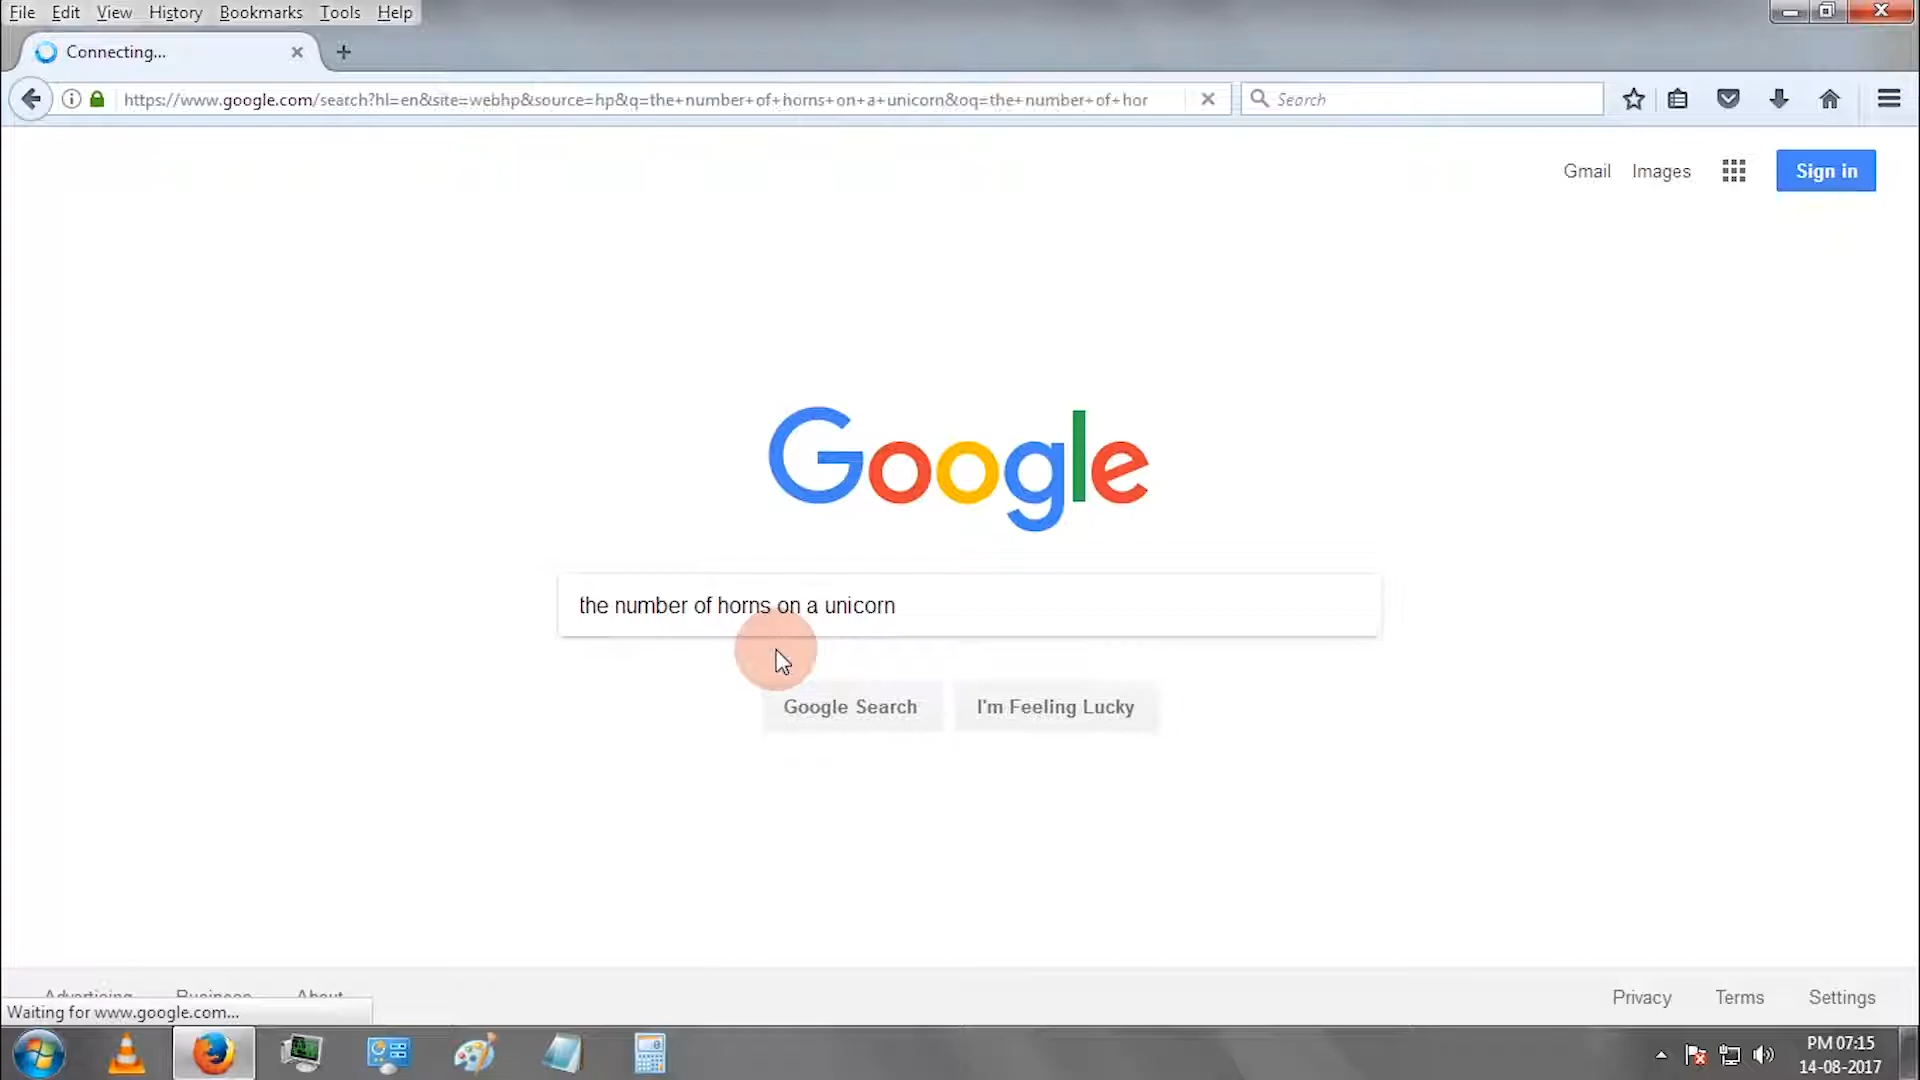 File Edit View History Bookmarks Tools Help
Connecting...
https://www.google.com/search?hl=en&site=webhp&source=hp&q=the+number+of+horns+on+a+unicorn&oq=the+number+of+hor
Search
Gmail Images Sign in
Google
the number of horns on a unicorn
Google Search I'm Feeling Lucky
Advertising Business About Privacy Terms Settings
Waiting for www.google.com...
PM 07:15
14-08-2017